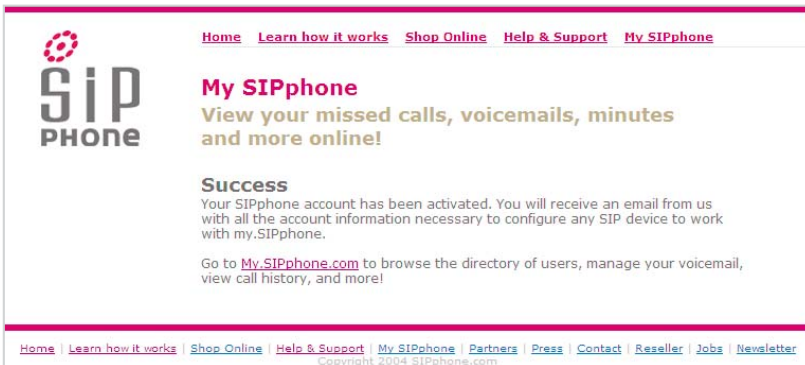 SiP
PHONE
Home Learn how it works Shop Online Help & Support My SIPphone
My SIPphone
View your missed calls, voicemails, minutes
and more online!
Success
Your SIPphone account has been activated. You will receive an email from us
with all the account information necessary to configure any SIP device to work
with my.SIPphone.
Go to My.SIPphone.com to browse the directory of users, manage your voicemail,
view call history, and more!
Home | Learn how it works | Shop Online | Help & Support | My SIPphone | Partners | Press | Contact | Reseller | Jobs | Newsletter
Copyright 2004 SIPphone.com